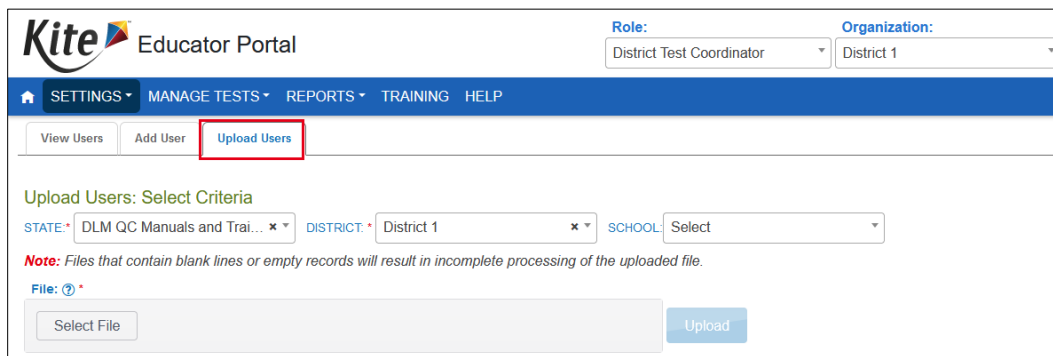 Kite Educator Portal
Role: Organization:
District Test Coordinator District 1
SETTINGS MANAGE TESTS REPORTS TRAINING HELP
View Users Add User Upload Users
Upload Users: Select Criteria
STATE:* DLM QC Manuals and Trai... × DISTRICT: * District 1 × SCHOOL: Select
Note: Files that contain blank lines or empty records will result in incomplete processing of the uploaded file.
File: ? *
Select File Upload